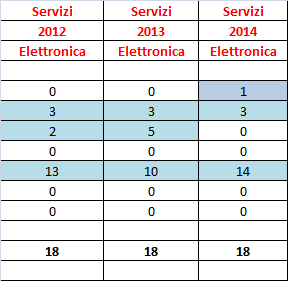 Servizi Servizi Servizi
2012 2013 2014
Elettronica Elettronica Elettronica
0 0 1
3 3 3
2 5 0
0 0 0
13 10 14
0 0 0
0 0 0
18 18 18